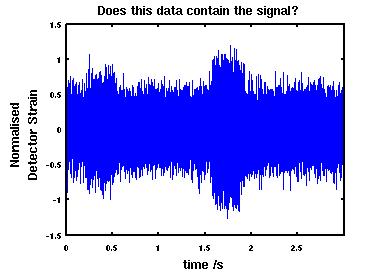 Does this data contain the signal?
1.5
1
0.5
0
-0.5
-1
-1.5
Normalised
Detector Strain
0 0.5 1 1.5 2 2.5
time /s